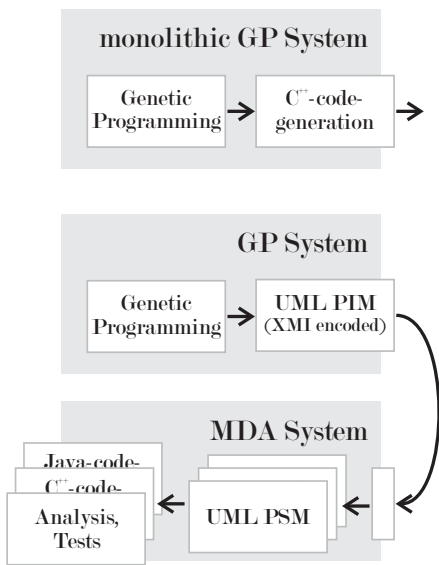 monolithic GP System
Genetic
Programming
C++-code-
generation
GP System
Genetic
Programming
UML PIM
(XMI encoded)
MDA System
Java-code-
C++-code-
Analysis,
Tests
UML PSM